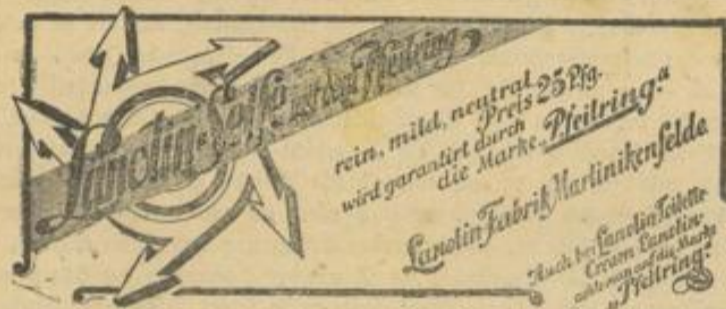 Lanolin-Seife mit dem Pfeilring
rein, mild, neutral.
Preis 25 Pfg.
wird garantirt durch
die Marke „Pfeilring“
Lanolin Fabrik Martinikenfelde
Auch bei Lanolin Toilette
Cream Lanolin
achte man auf die Marke
„Pfeilring“